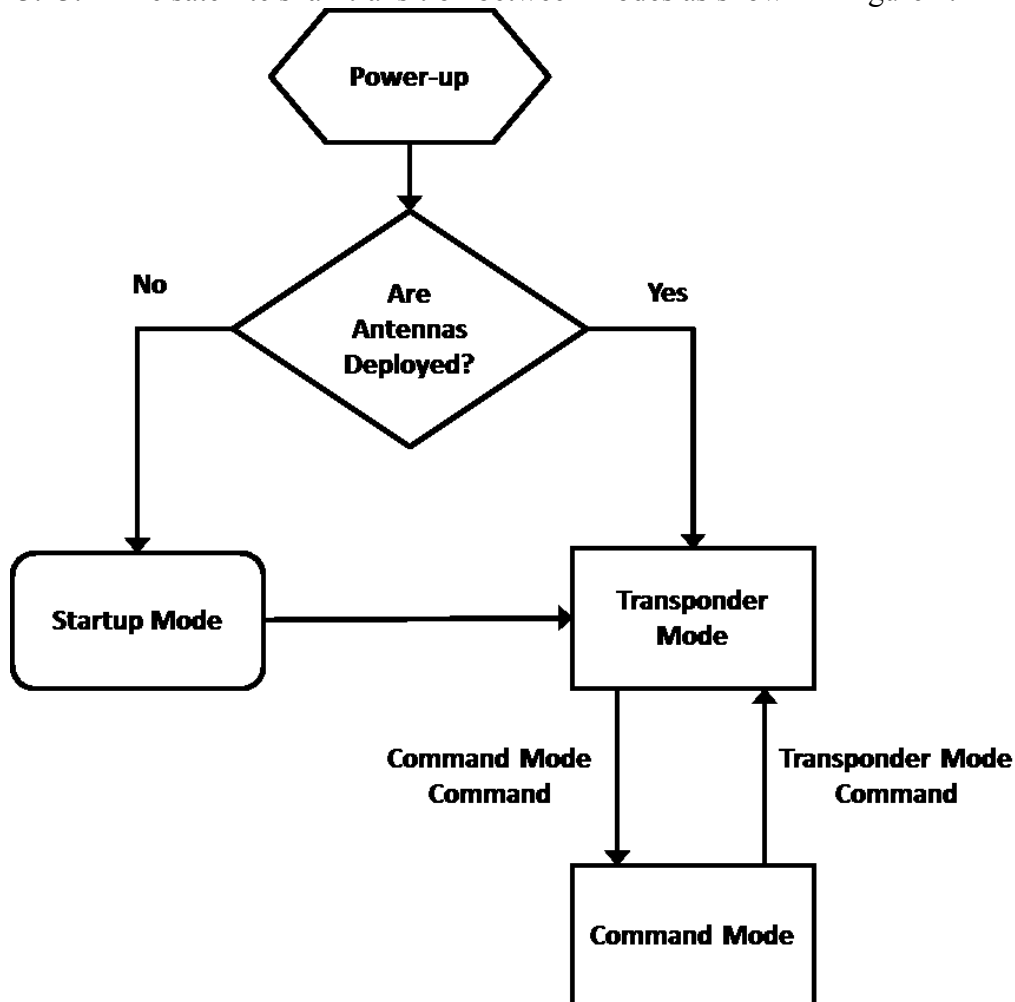 Power-up
No
Yes
Are
Antennas
Deployed?
Startup Mode
Transponder
Mode
Command Mode
Command
Transponder Mode
Command
Command Mode